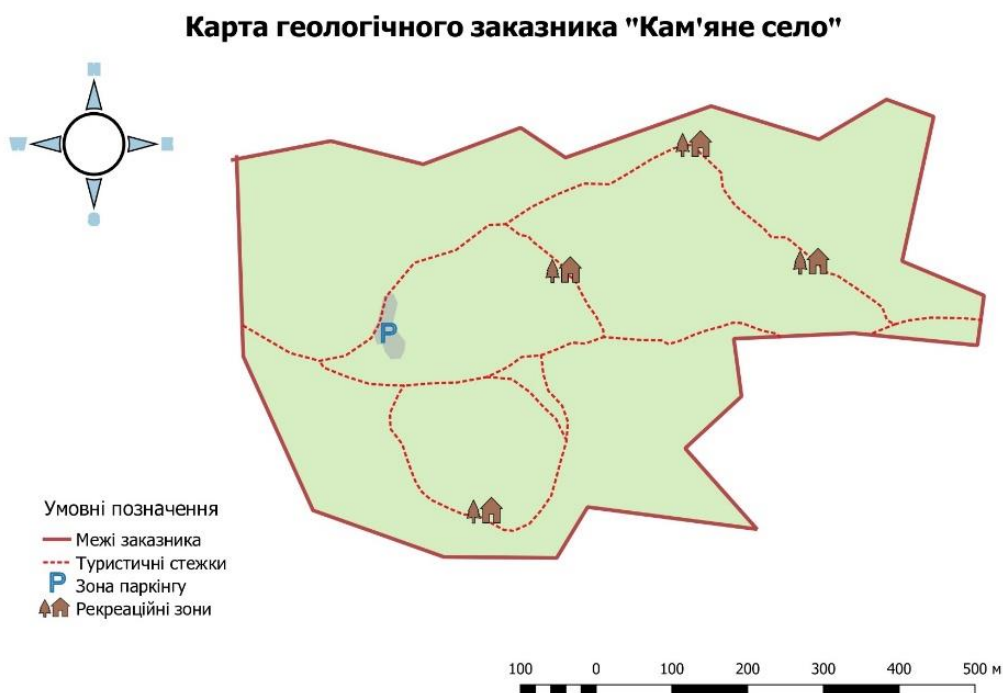 Карта геологічного заказника "Кам'яне село"
W
P
Умовні позначення
Межі заказника
Туристичні стежки
P Зона паркінгу
Рекреаційні зони
100 0 100 200 300 400 500 м